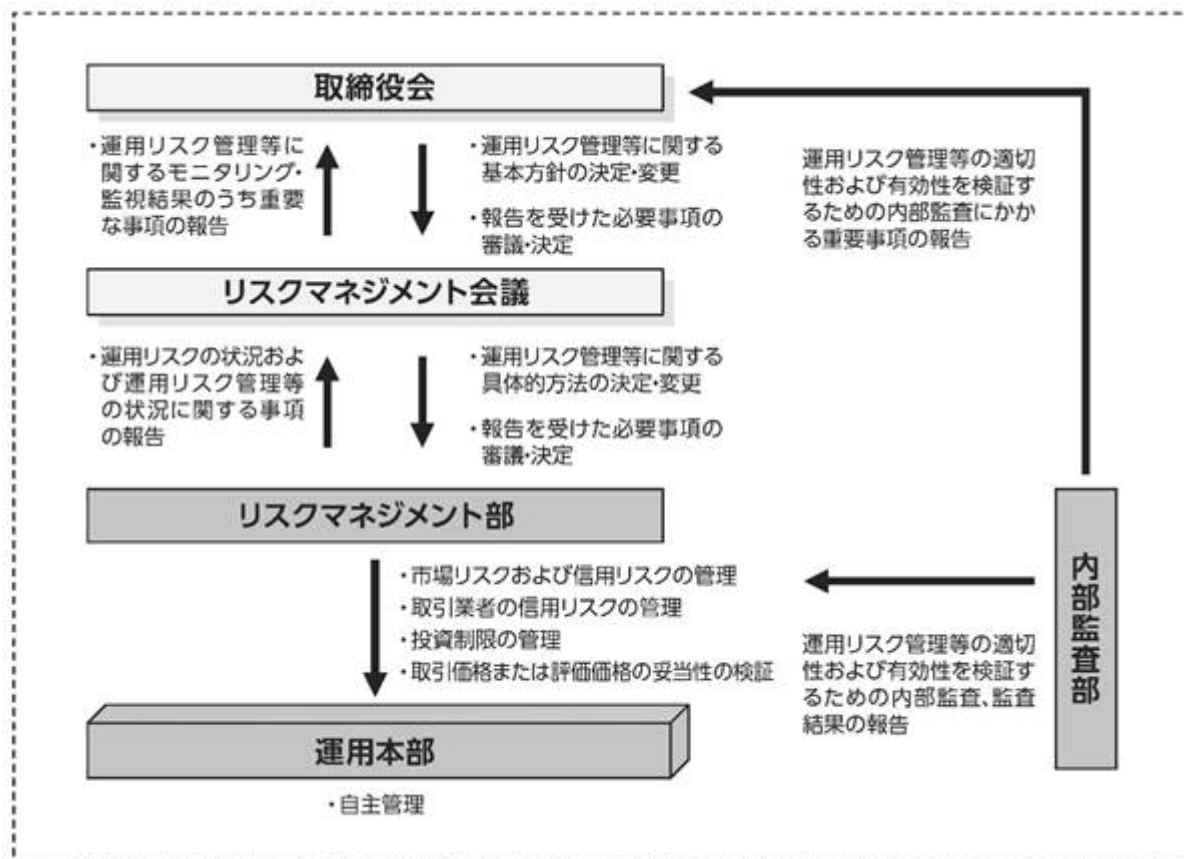 取締役会
・運用リスク管理等に
関するモニタリング・
監視結果のうち重要
な事項の報告
・運用リスク管理等に関する
基本方針の決定・変更
・報告を受けた必要事項の
審議・決定
運用リスク管理等の適切
性および有効性を検証す
るための内部監査にかか
る重要事項の報告
リスクマネジメント会議
・運用リスクの状況およ
び運用リスク管理等
の状況に関する事項
の報告
・運用リスク管理等に関する
具体的方法の決定・変更
・報告を受けた必要事項の
審議・決定
リスクマネジメント部
・市場リスクおよび信用リスクの管理
・取引業者の信用リスクの管理
・投資制限の管理
・取引価格または評価価格の妥当性の検証
内部監査部
運用リスク管理等の適切
性および有効性を検証す
るための内部監査、監査
結果の報告
運用本部
・自主管理